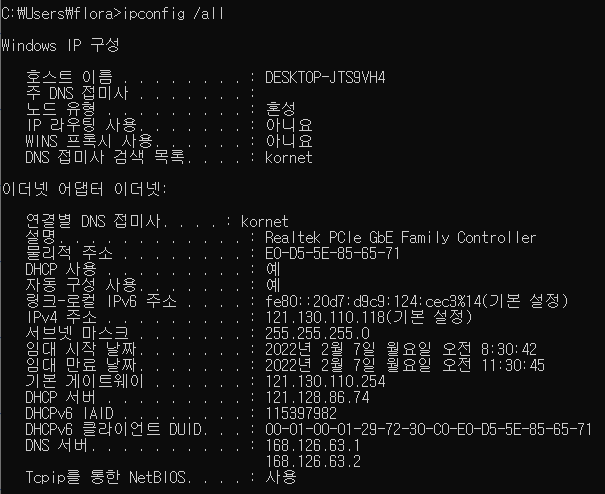 C:₩Users₩flora>ipconfig /all
Windows IP 구성
호스트 이름 . . . . . . . . : DESKTOP-JTS9VH4
주 DNS 접미사 . . . . . . . :
노드 유형 . . . . . . . . . : 혼성
IP 라우팅 사용. . . . . . . : 아니요
WINS 프록시 사용 . . . . . . : 아니요
DNS 접미사 검색 목록. . . . : kornet
이더넷 어댑터 이더넷:
연결별 DNS 접미사. . . . : kornet
설명. . . . . . . . . . . . : Realtek PCIe GbE Family Controller
물리적 주소 . . . . . . . . : E0-D5-5E-85-65-71
DHCP 사용 . . . . . . . . . : 예
자동 구성 사용. . . . . . . : 예
링크-로컬 IPv6 주소 . . . . : fe80::20d7:d9c9:124:cec3%14(기본 설정)
IPv4 주소 . . . . . . . . . : 121.130.110.118(기본 설정)
서브넷 마스크 . . . . . . . : 255.255.255.0
임대 시작 날짜. . . . . . . : 2022년 2월 7일 월요일 오전 8:30:42
임대 만료 날짜. . . . . . . : 2022년 2월 7일 월요일 오전 11:30:45
기본 게이트웨이 . . . . . . : 121.130.110.254
DHCP 서버 . . . . . . . . . : 121.128.86.74
DHCPv6 IAID . . . . . . . . : 115397982
DHCPv6 클라이언트 DUID. . . : 00-01-00-01-29-72-30-C0-E0-D5-5E-85-65-71
DNS 서버. . . . . . . . . . : 168.126.63.1
168.126.63.2
Tcpip를 통한 NetBIOS. . . . : 사용